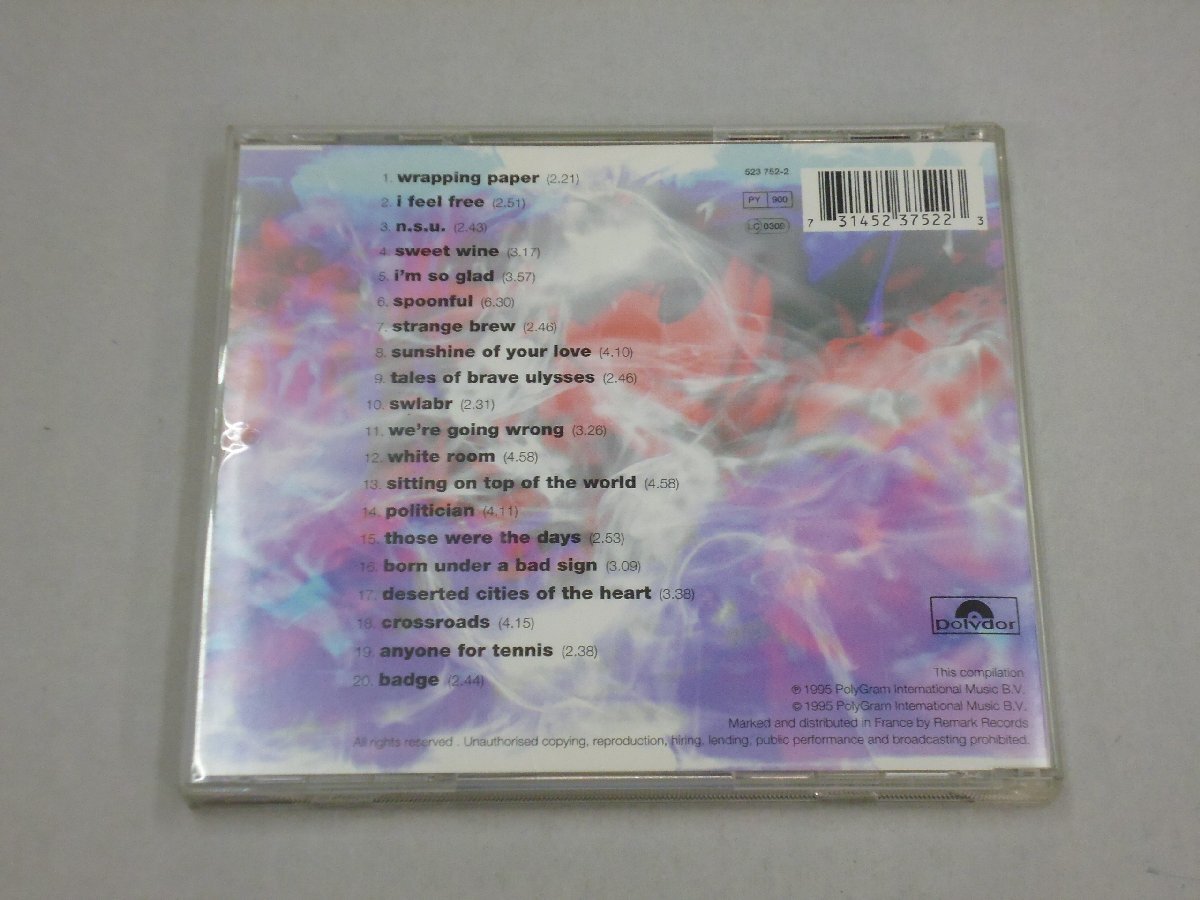 1. wrapping paper (2.21)
2. i feel free (2.51)
3. n.s.u. (2.43)
4. sweet wine (3.17)
5. i'm so glad (3.57)
6. spoonful (6.30)
7. strange brew (2.46)
8. sunshine of your love (4.10)
9. tales of brave ulysses (2.46)
10. swlabr (2.31)
11. we're going wrong (3.26)
12. white room (4.58)
13. sitting on top of the world (4.58)
14. politician (4.11)
15. those were the days (2.53)
16. born under a bad sign (3.09)
17. deserted cities of the heart (3.38)
18. crossroads (4.15)
19. anyone for tennis (2.38)
20. badge (2.44)
523 752-2
PY 900
LC 0309
7 31452 37522 3
Polydor
This compilation
℗ 1995 PolyGram International Music B.V.
© 1995 PolyGram International Music B.V.
Marked and distributed in France by Remark Records
All rights reserved . Unauthorised copying, reproduction, hiring, lending, public performance and broadcasting prohibited.